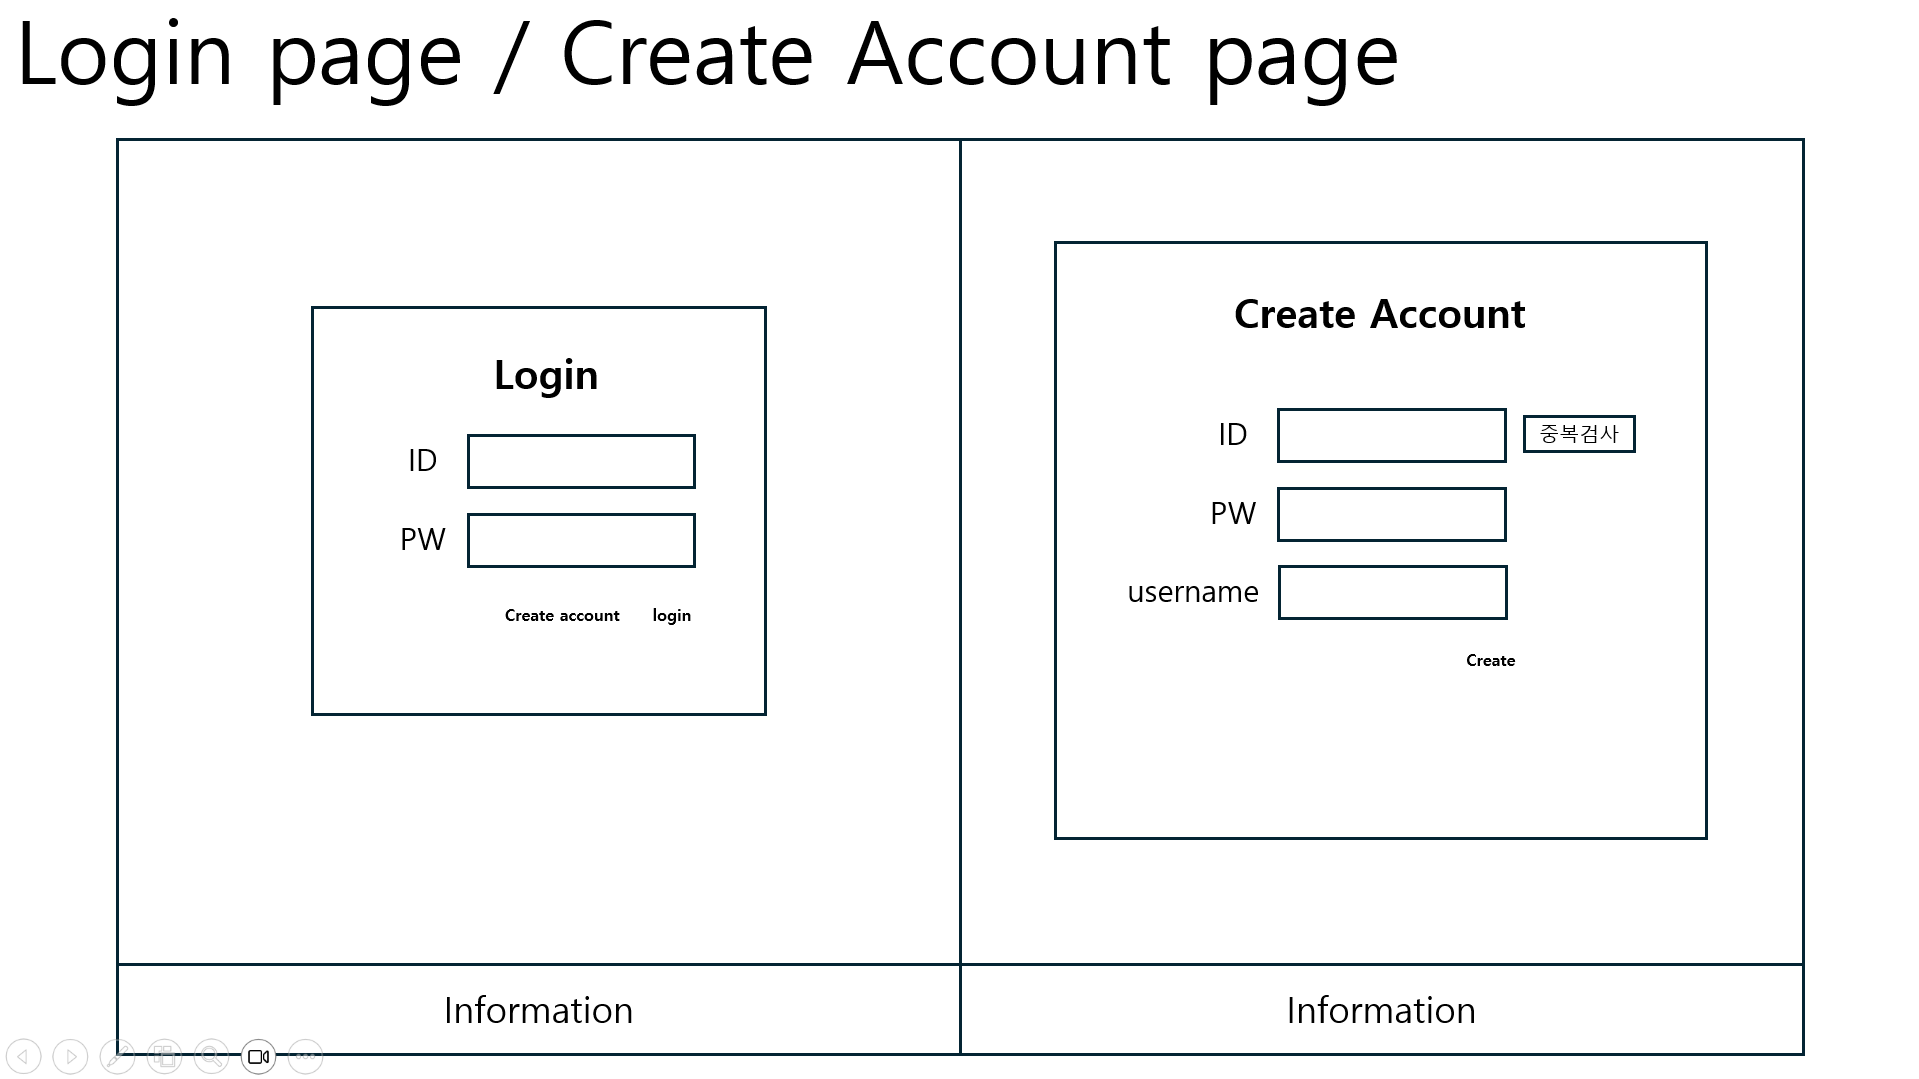 Login page / Create Account page
Login
ID
PW
Create account login
Information
Create Account
ID 중복검사
PW
username
Create
Information